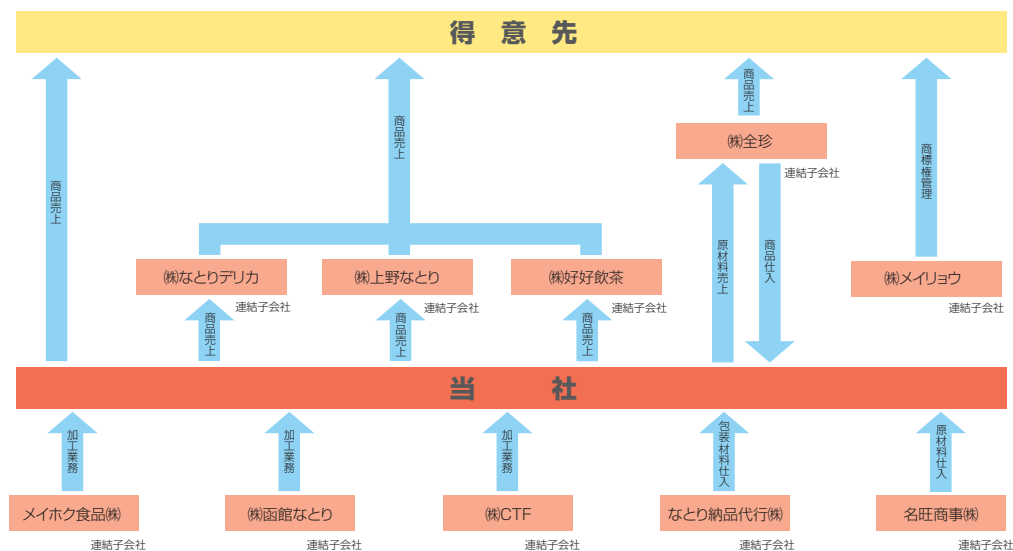 得 意 先
商品売上
商品売上
商品売上
商標権管理
㈱全珍
連結子会社
原材料売上
商品仕入
㈱なとりデリカ
連結子会社
㈱上野なとり
連結子会社
㈱好好飲茶
連結子会社
㈱メイリョウ
連結子会社
商品売上
商品売上
商品売上
当 社
加工業務
加工業務
加工業務
包装材料仕入
原材料仕入
メイホク食品㈱
連結子会社
㈱函館なとり
連結子会社
㈱CTF
連結子会社
なとり納品代行㈱
連結子会社
名旺商事㈱
連結子会社